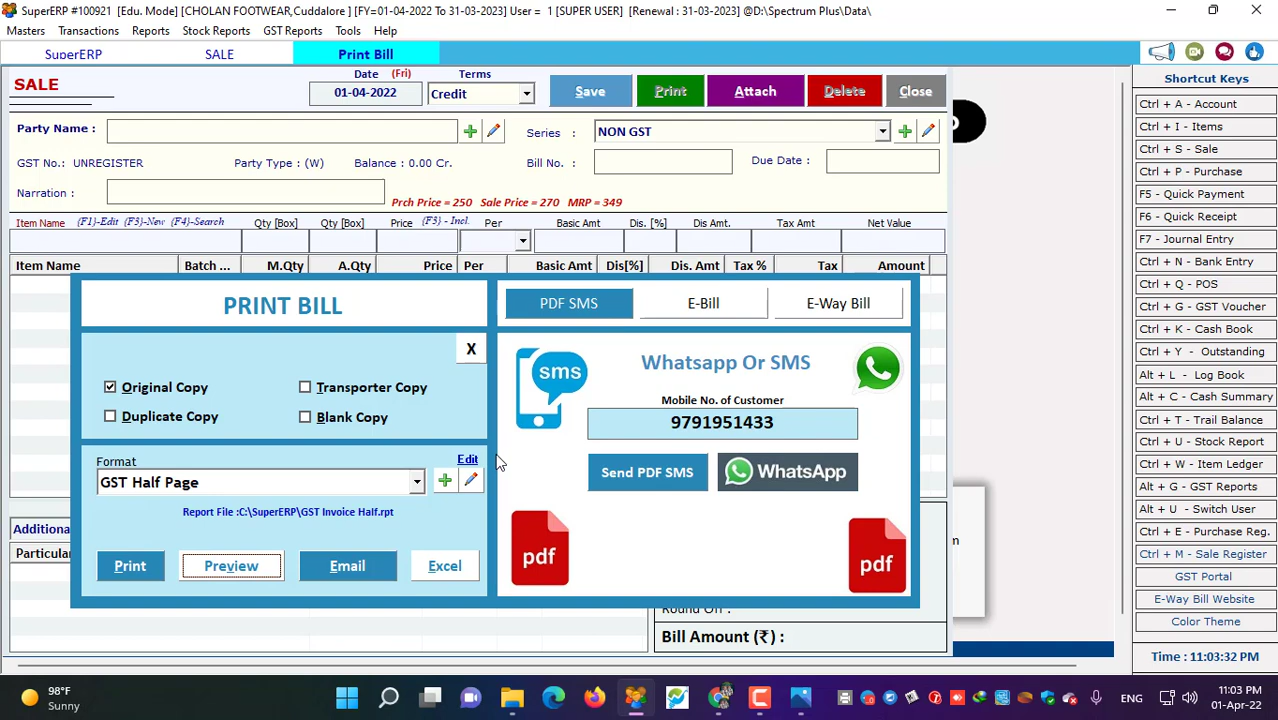 SuperERP #100921 [Edu. Mode] [CHOLAN FOOTWEAR,Cuddalore] [FY=01-04-2022 To 31-03-2023] User = 1 [SUPER USER] [Renewal : 31-03-2023] @D:\Spectrum Plus\Data\
Masters Transactions Reports Stock Reports GST Reports Tools Help
SuperERP SALE Print Bill
SALE
Date (Fri) Terms
01-04-2022 Credit Save Print Attach Delete Close
Party Name : Series : NON GST
GST No.: UNREGISTER Party Type : (W) Balance : 0.00 Cr. Bill No. : Due Date :
Narration : Prch Price = 250 Sale Price = 270 MRP = 349
Item Name (F1)-Edit (F3)-New (F4)-Search Qty [Box] Qty [Box] Price (F3) - Incl. Per Basic Amt Dis. [%] Dis Amt. Tax Amt Net Value
Item Name Batch ... M.Qty A.Qty Price Per Basic Amt Dis[%] Dis. Amt Tax % Tax Amount
PRINT BILL
X
Original Copy Transporter Copy
Duplicate Copy Blank Copy
Format Edit
GST Half Page
Report File :C:\SuperERP\GST Invoice Half.rpt
Print Preview Email Excel
PDF SMS E-Bill E-Way Bill
sms
Whatsapp Or SMS
Mobile No. of Customer
9791951433
Send PDF SMS WhatsApp
pdf pdf
Additiona
Particular
Round Off :
Bill Amount (₹) :
Shortcut Keys
Ctrl + A - Account
Ctrl + I - Items
Ctrl + S - Sale
Ctrl + P - Purchase
F5 - Quick Payment
F6 - Quick Receipt
F7 - Journal Entry
Ctrl + N - Bank Entry
Ctrl + Q - POS
Ctrl + G - GST Voucher
Ctrl + K - Cash Book
Ctrl + Y - Outstanding
Alt + L - Log Book
Alt + C - Cash Summary
Ctrl + T - Trail Balance
Ctrl + U - Stock Report
Ctrl + W - Item Ledger
Alt + G - GST Reports
Alt + U - Switch User
Ctrl + E - Purchase Reg.
Ctrl + M - Sale Register
GST Portal
E-Way Bill Website
Color Theme
Time : 11:03:32 PM
98°F
Sunny
ENG
11:03 PM
01-Apr-22